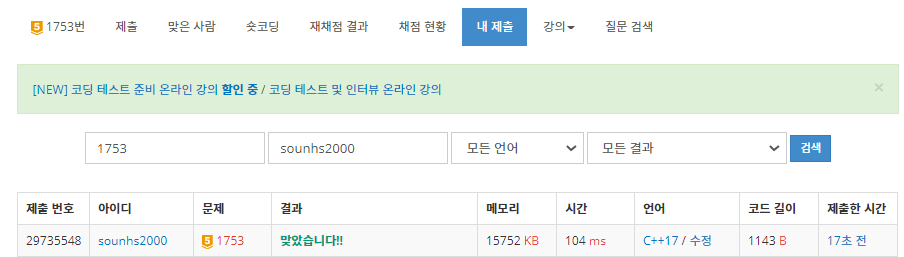 5 1753번 제출 맞은 사람 숏코딩 재채점 결과 채점 현황 내 제출 강의 질문 검색
[NEW] 코딩 테스트 준비 온라인 강의 할인 중 / 코딩 테스트 및 인터뷰 온라인 강의 ×
1753 sounhs2000 모든 언어 모든 결과 검색
제출 번호 아이디 문제 결과 메모리 시간 언어 코드 길이 제출한 시간
29735548 sounhs2000 5 1753 맞았습니다!! 15752 KB 104 ms C++17 / 수정 1143 B 17초 전